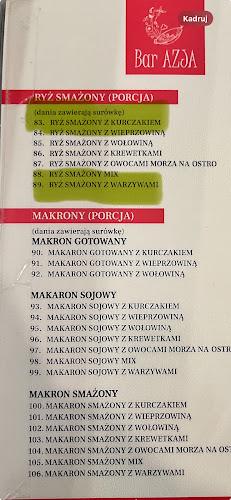 Kadruj
Bar AZJA
RYŻ SMAŻONY (PORCJA)
(dania zawierają surówkę)
83. RYŻ SMAŻONY Z KURCZAKIEM
84. RYŻ SMAŻONY Z WIEPRZOWINĄ
85. RYŻ SMAŻONY Z WOŁOWINĄ
86. RYŻ SMAŻONY Z KREWETKAMI
87. RYŻ SMAŻONY Z OWOCAMI MORZA NA OSTRO
88. RYŻ SMAŻONY MIX
89. RYŻ SMAŻONY Z WARZYWAMI
MAKRONY (PORCJA)
(dania zawierają surówkę)
MAKRON GOTOWANY
90. MAKARON GOTOWANY Z KURCZAKIEM
91. MAKARON GOTOWANY Z WIEPRZOWINĄ
92. MAKARON GOTOWANY Z WOŁOWINĄ
MAKARON SOJOWY
93. MAKARON SOJOWY Z KURCZAKIEM
94. MAKARON SOJOWY Z WIEPRZOWINĄ
95. MAKARON SOJOWY Z WOŁOWINĄ
96. MAKARON SOJOWY Z KREWETKAMI
97. MAKARON SOJOWY Z OWOCAMI MORZA NA OSTR
98. MAKARON SOJOWY MIX
99. MAKARON SOJOWY Z WARZYWAMI
MAKRON SMAŻONY
100. MAKARON SMAŻONY Z KURCZAKIEM
101. MAKARON SMAŻONY Z WIEPRZOWINĄ
102. MAKARON SMAŻONY Z WOŁOWINĄ
103. MAKARON SMAŻONY Z KREWETKAMI
104. MAKARON SMAŻONY Z OWOCAMI MORZA NA O
105. MAKARON SMAŻONY MIX
106. MAKARON SMAŻONY Z WARZYWAMI